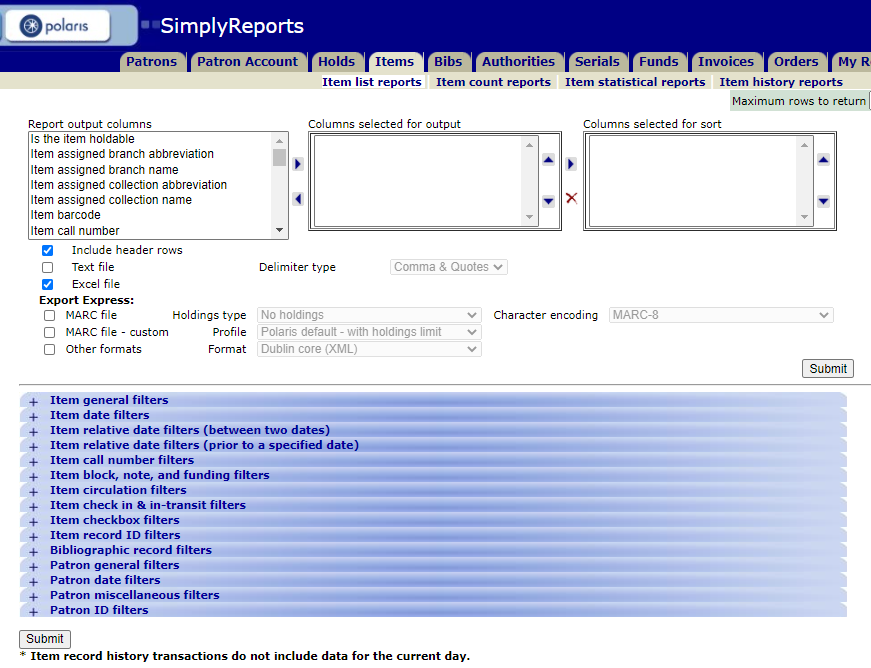 polaris
SimplyReports
Patrons Patron Account Holds Items Bibs Authorities Serials Funds Invoices Orders My R
Item list reports Item count reports Item statistical reports Item history reports
Maximum rows to return
Report output columns Columns selected for output Columns selected for sort
Is the item holdable
Item assigned branch abbreviation
Item assigned branch name
Item assigned collection abbreviation
Item assigned collection name
Item barcode
Item call number
Include header rows
Text file Delimiter type Comma & Quotes
Excel file
Export Express:
MARC file Holdings type No holdings Character encoding MARC-8
MARC file - custom Profile Polaris default - with holdings limit
Other formats Format Dublin core (XML)
Submit
+ Item general filters
+ Item date filters
+ Item relative date filters (between two dates)
+ Item relative date filters (prior to a specified date)
+ Item call number filters
+ Item block, note, and funding filters
+ Item circulation filters
+ Item check in & in-transit filters
+ Item checkbox filters
+ Item record ID filters
+ Bibliographic record filters
+ Patron general filters
+ Patron date filters
+ Patron miscellaneous filters
+ Patron ID filters
Submit
* Item record history transactions do not include data for the current day.